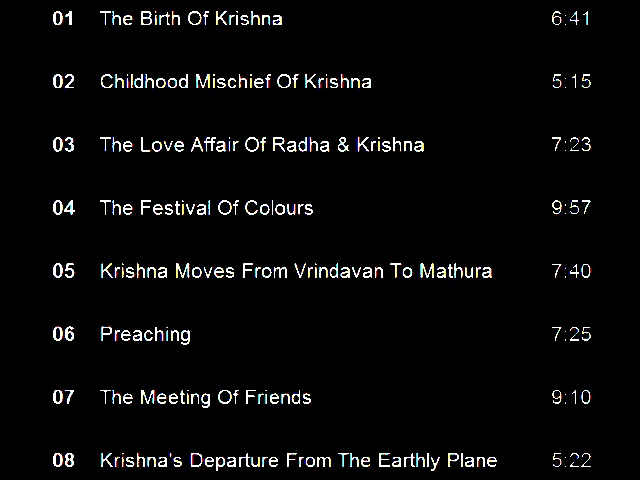 01 The Birth Of Krishna 6:41
02 Childhood Mischief Of Krishna 5:15
03 The Love Affair Of Radha & Krishna 7:23
04 The Festival Of Colours 9:57
05 Krishna Moves From Vrindavan To Mathura 7:40
06 Preaching 7:25
07 The Meeting Of Friends 9:10
08 Krishna's Departure From The Earthly Plane 5:22